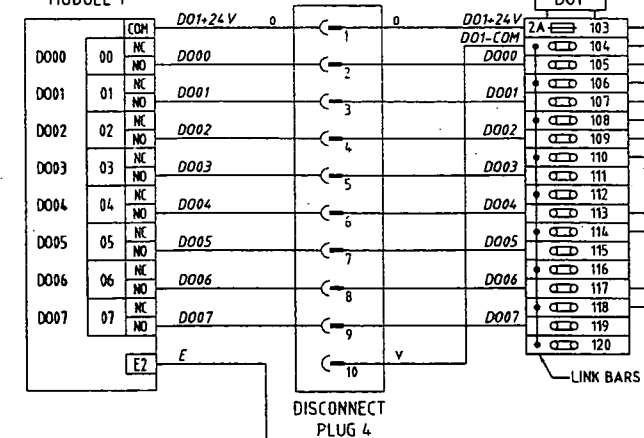 COM DO1+24V 0 1 0 DO1+24V 2A 103
NC DO1-COM 104
DO00 00 NO DO00 2 DO00 105
NC 106
DO01 01 NO DO01 3 DO01 107
NC 108
DO02 02 NO DO02 4 DO02 109
NC 110
DO03 03 NO DO03 5 DO03 111
NC 112
DO04 04 NO DO04 6 DO04 113
NC 114
DO05 05 NO DO05 7 DO05 115
NC 116
DO06 06 NO DO06 8 DO06 117
NC 118
DO07 07 NO DO07 9 DO07 119
E2 E 10 V 120
LINK BARS
DISCONNECT
PLUG 4